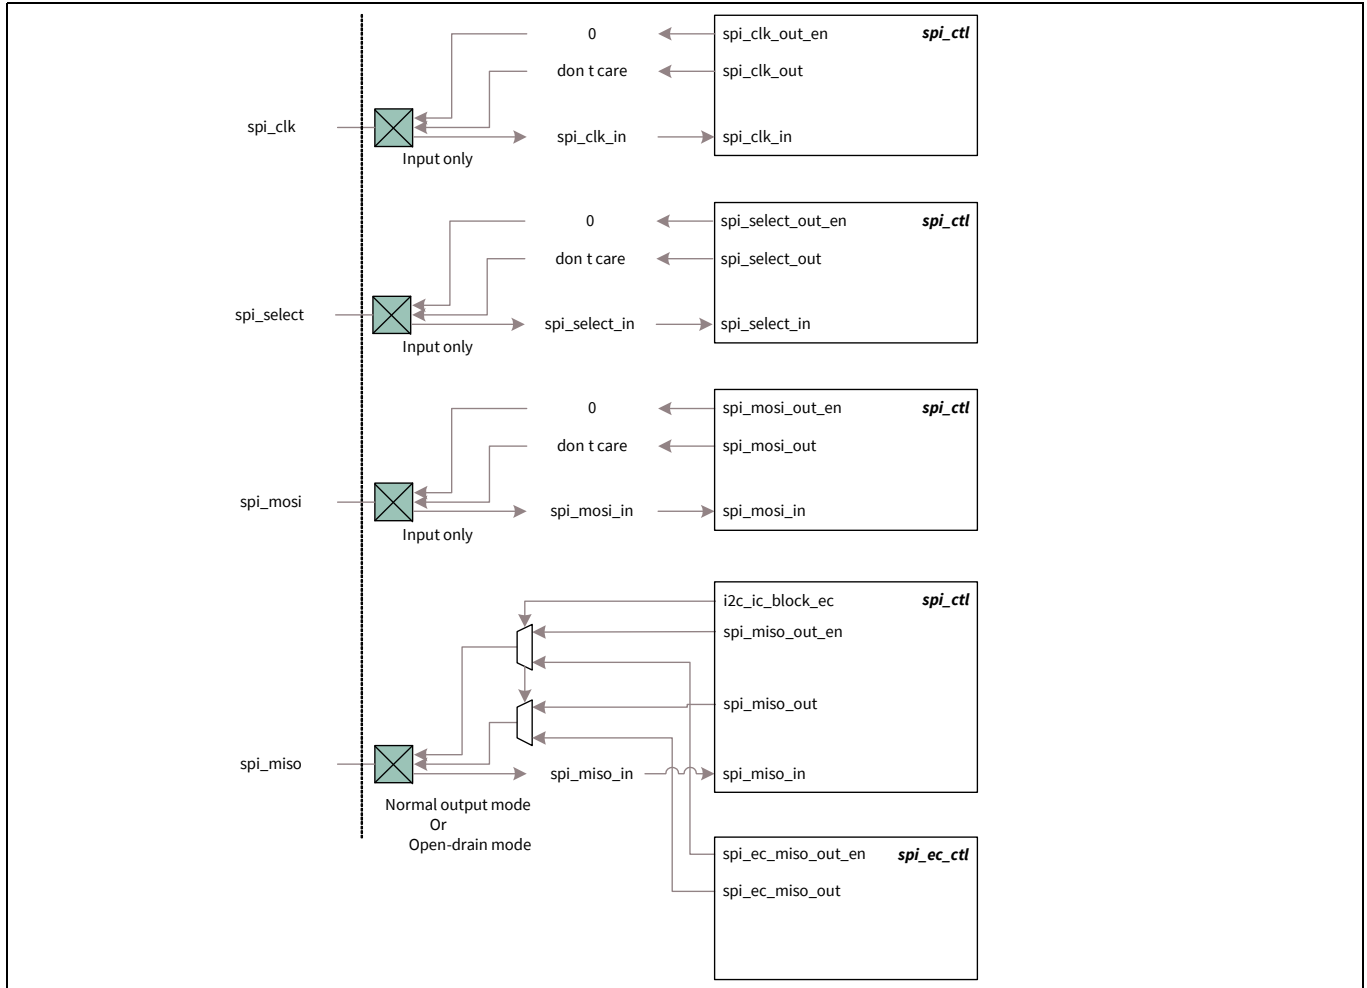 0
spi_clk_out_en
spi_ctl
don t care
spi_clk_out
spi_clk
spi_clk_in
spi_clk_in
Input only
0
spi_select_out_en
spi_ctl
don t care
spi_select_out
spi_select
spi_select_in
spi_select_in
Input only
0
spi_mosi_out_en
spi_ctl
don t care
spi_mosi_out
spi_mosi
spi_mosi_in
spi_mosi_in
Input only
i2c_ic_block_ec
spi_ctl
spi_miso_out_en
spi_miso_out
spi_miso
spi_miso_in
spi_miso_in
Normal output mode
Or
Open-drain mode
spi_ec_miso_out_en
spi_ec_ctl
spi_ec_miso_out